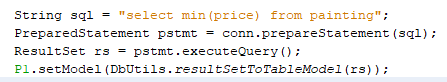 String sql = "select min(price) from painting";
PreparedStatement pstmt = conn.prepareStatement(sql);
ResultSet rs = pstmt.executeQuery();
P1.setModel(DbUtils.resultSetToTableModel(rs));